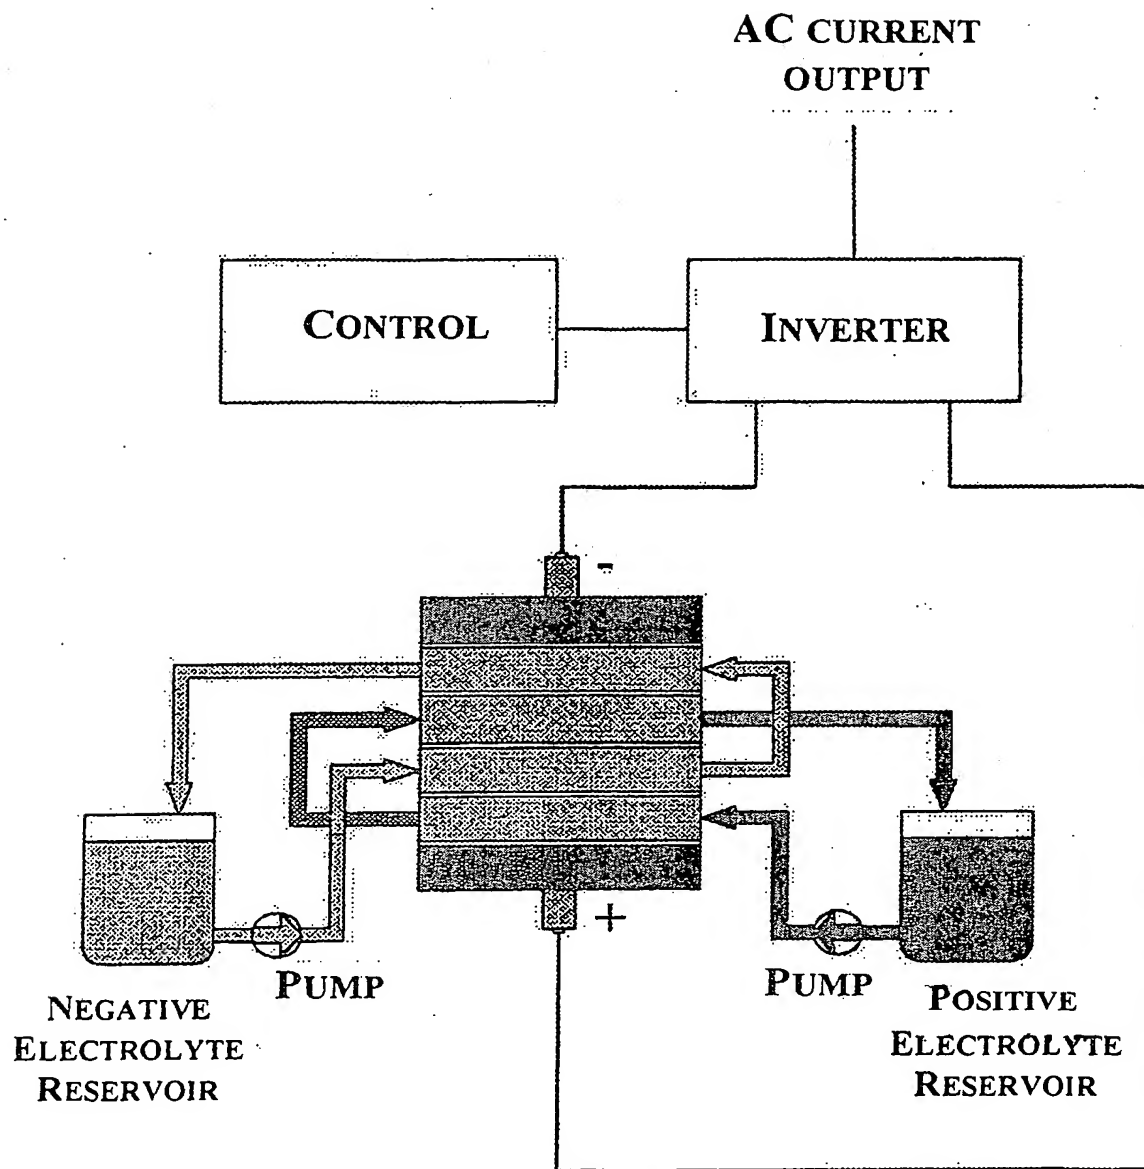 AC CURRENT
OUTPUT
CONTROL
INVERTER
-
+
PUMP
PUMP
NEGATIVE
ELECTROLYTE
RESERVOIR
POSITIVE
ELECTROLYTE
RESERVOIR